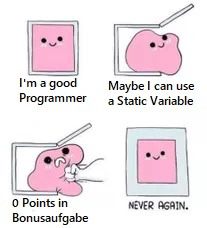 I'm a good
Programmer
Maybe I can use
a Static Variable
0 Points in
Bonusaufgabe
NEVER AGAIN.